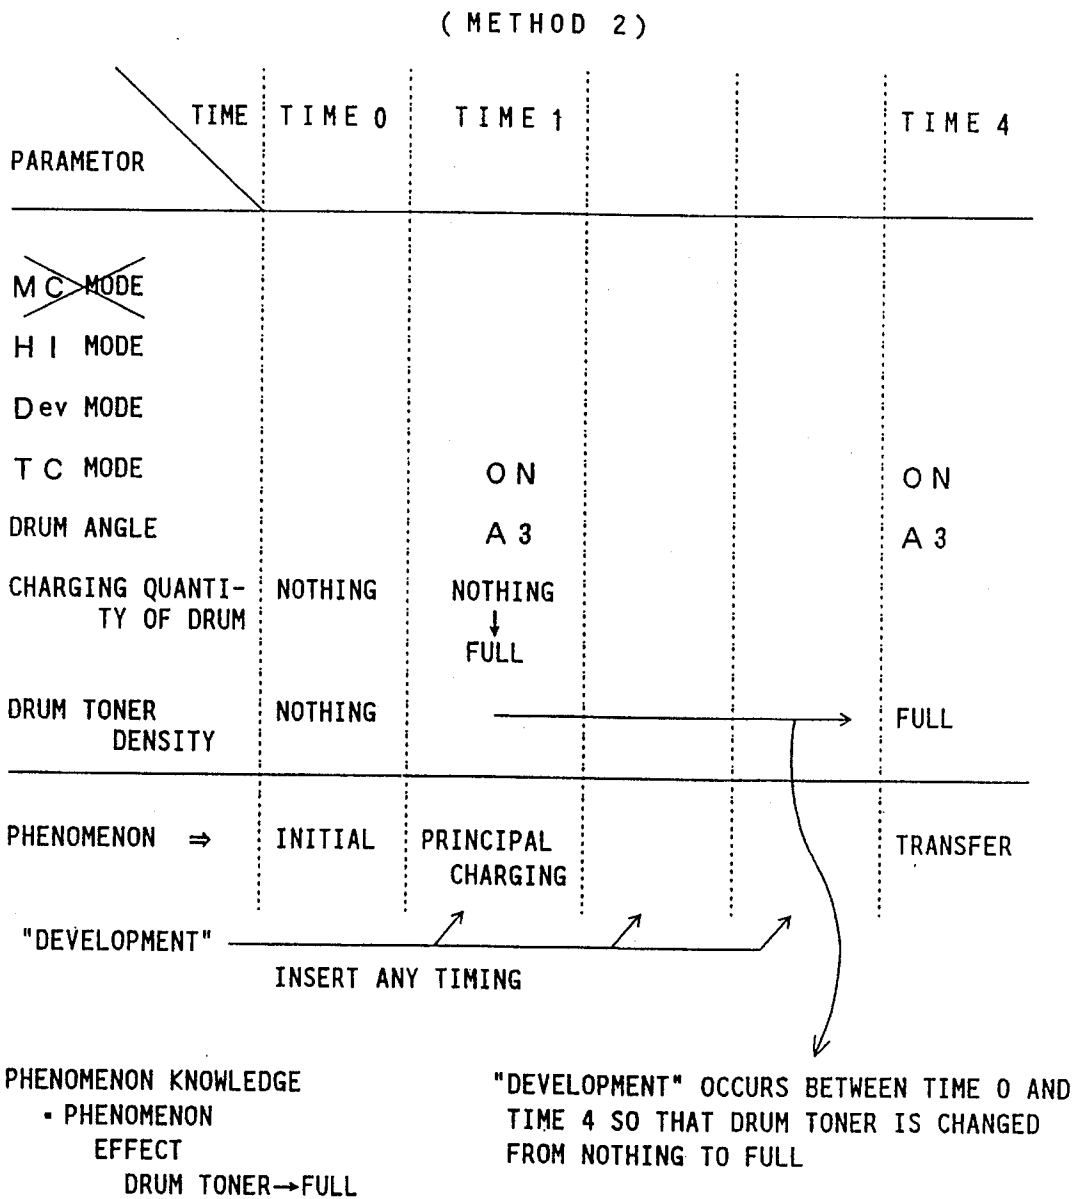 (METHOD 2)
TIME TIME 0 TIME 1 TIME 4
PARAMETOR
MC MODE
HI MODE
Dev MODE
TC MODE ON ON
DRUM ANGLE A3 A3
CHARGING QUANTI- NOTHING NOTHING
TY OF DRUM ↓
FULL
DRUM TONER NOTHING FULL
DENSITY
PHENOMENON ⇒ INITIAL PRINCIPAL TRANSFER
CHARGING
"DEVELOPMENT"
INSERT ANY TIMING
PHENOMENON KNOWLEDGE
▪ PHENOMENON
EFFECT
DRUM TONER→FULL
"DEVELOPMENT" OCCURS BETWEEN TIME 0 AND
TIME 4 SO THAT DRUM TONER IS CHANGED
FROM NOTHING TO FULL